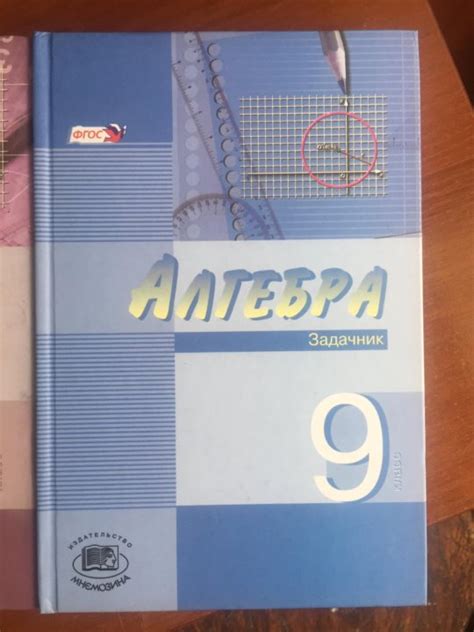 ФГОС
АЛГЕБРА
Задачник
9
класс
ИЗДАТЕЛЬСТВО
МНЕМОЗИНА